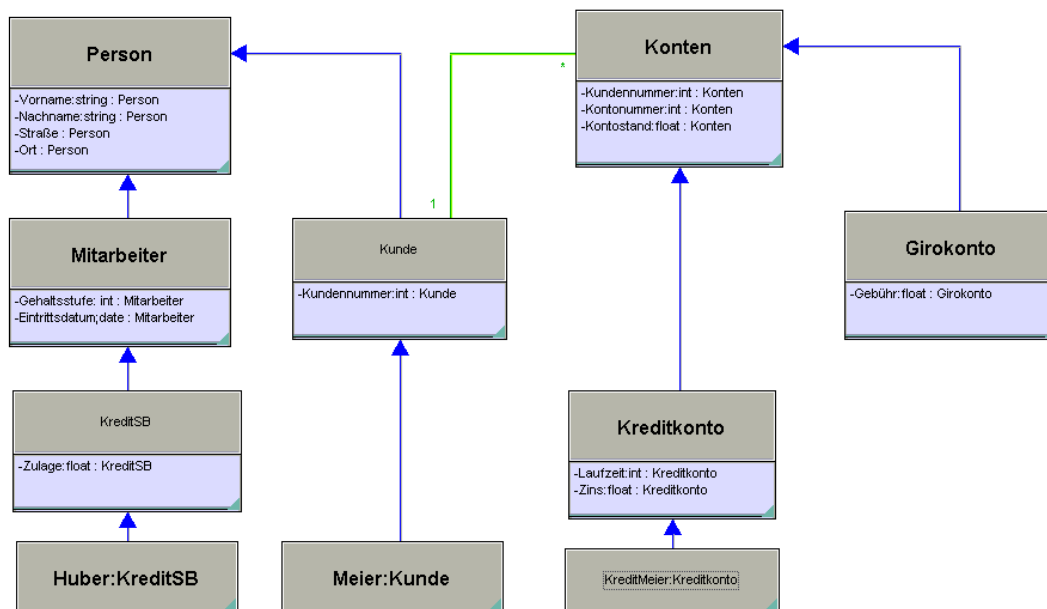 Person
-Vorname:string : Person
-Nachname:string : Person
-Straße : Person
-Ort : Person
Konten
-Kundennummer:int : Konten
-Kontonummer:int : Konten
-Kontostand:float : Konten
*
1
Mitarbeiter
-Gehaltsstufe: int : Mitarbeiter
-Eintrittsdatum;date : Mitarbeiter
Kunde
-Kundennummer:int : Kunde
Girokonto
-Gebühr:float : Girokonto
KreditSB
-Zulage:float : KreditSB
Kreditkonto
-Laufzeit:int : Kreditkonto
-Zins:float : Kreditkonto
Huber:KreditSB
Meier:Kunde
KreditMeier:Kreditkonto